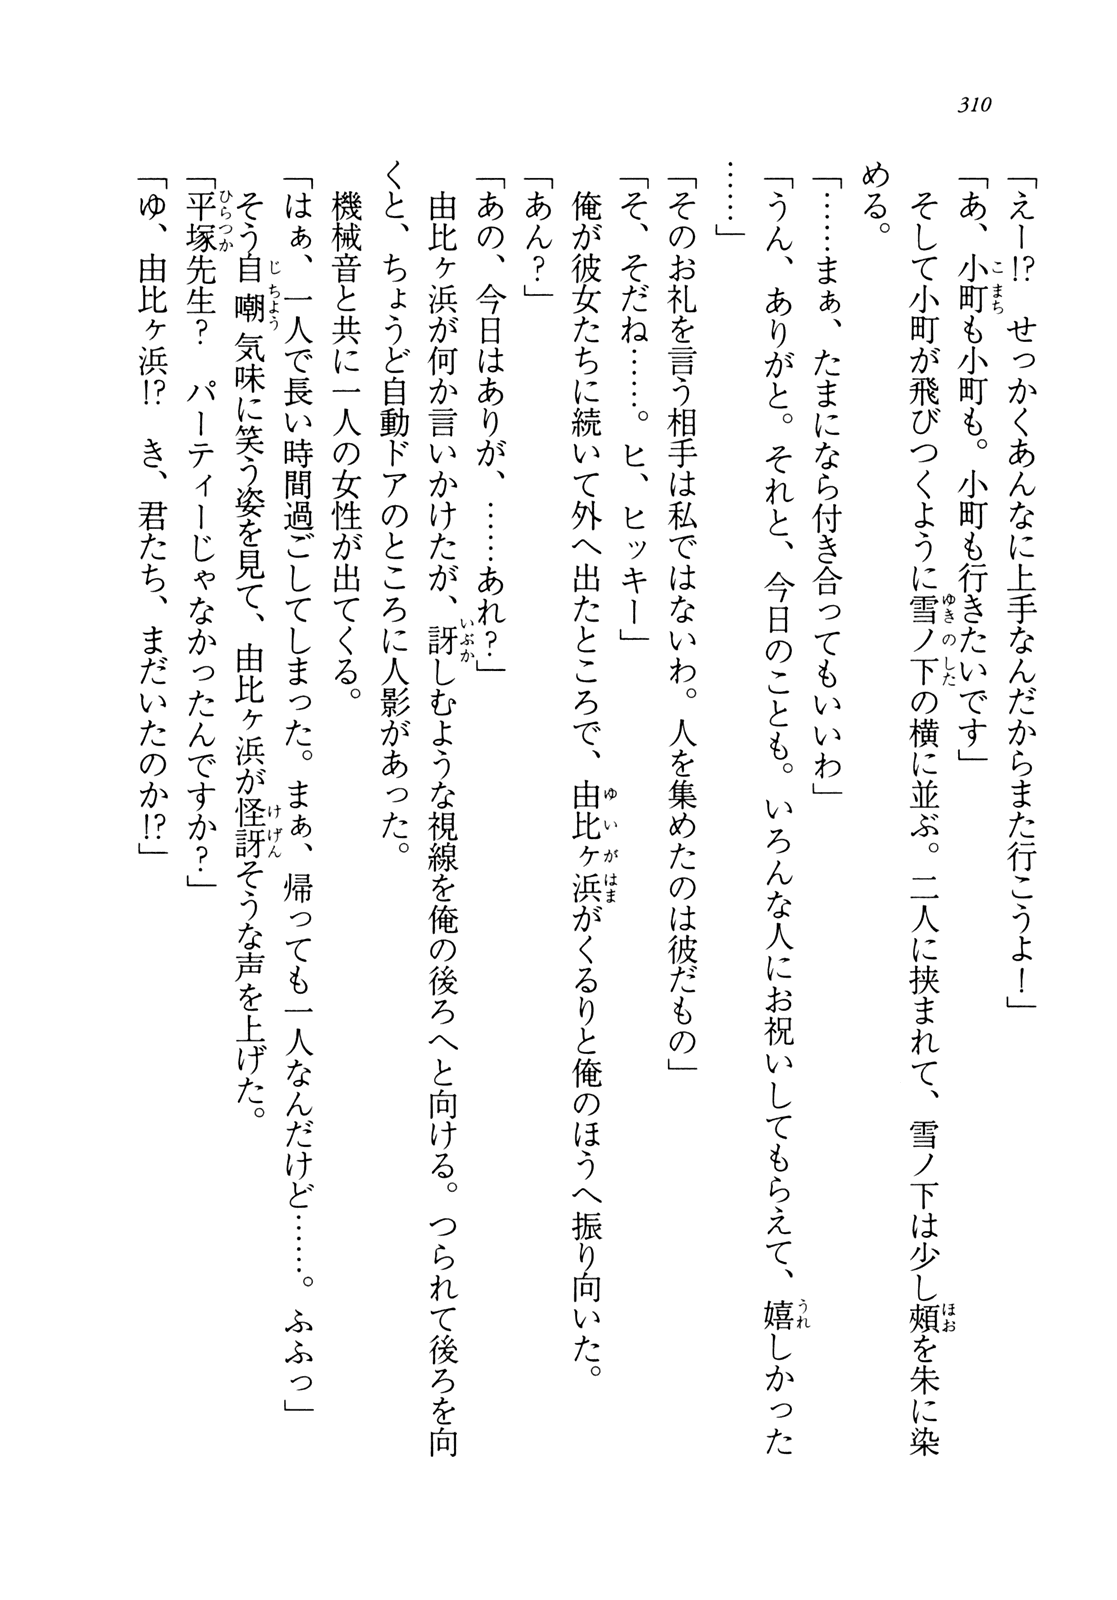 310
「えー!?　せっかくあんなに上手なんだからまた行こうよ！」
「あ、小町も小町も。小町も行きたいです」
そして小町が飛びつくように雪ノ下の横に並ぶ。二人に挟まれて、雪ノ下は少し頰を朱に染
める。
「……まぁ、たまになら付き合ってもいいわ」
「うん、ありがと。それと、今日のことも。いろんな人にお祝いしてもらえて、嬉しかった
……」
「そのお礼を言う相手は私ではないわ。人を集めたのは彼だもの」
「そ、そだね……。ヒ、ヒッキー」
俺が彼女たちに続いて外へ出たところで、由比ヶ浜がくるりと俺のほうへ振り向いた。
「あん？」
「あの、今日はありが、……あれ？」
由比ヶ浜が何か言いかけたが、訝しむような視線を俺の後ろへと向ける。つられて後ろを向
くと、ちょうど自動ドアのところに人影があった。
機械音と共に一人の女性が出てくる。
「はぁ、一人で長い時間過ごしてしまった。まぁ、帰っても一人なんだけど……。ふふっ」
そう自嘲気味に笑う姿を見て、由比ヶ浜が怪訝そうな声を上げた。
「平塚先生？　パーティーじゃなかったんですか？」
「ゆ、由比ヶ浜!?　き、君たち、まだいたのか!?」